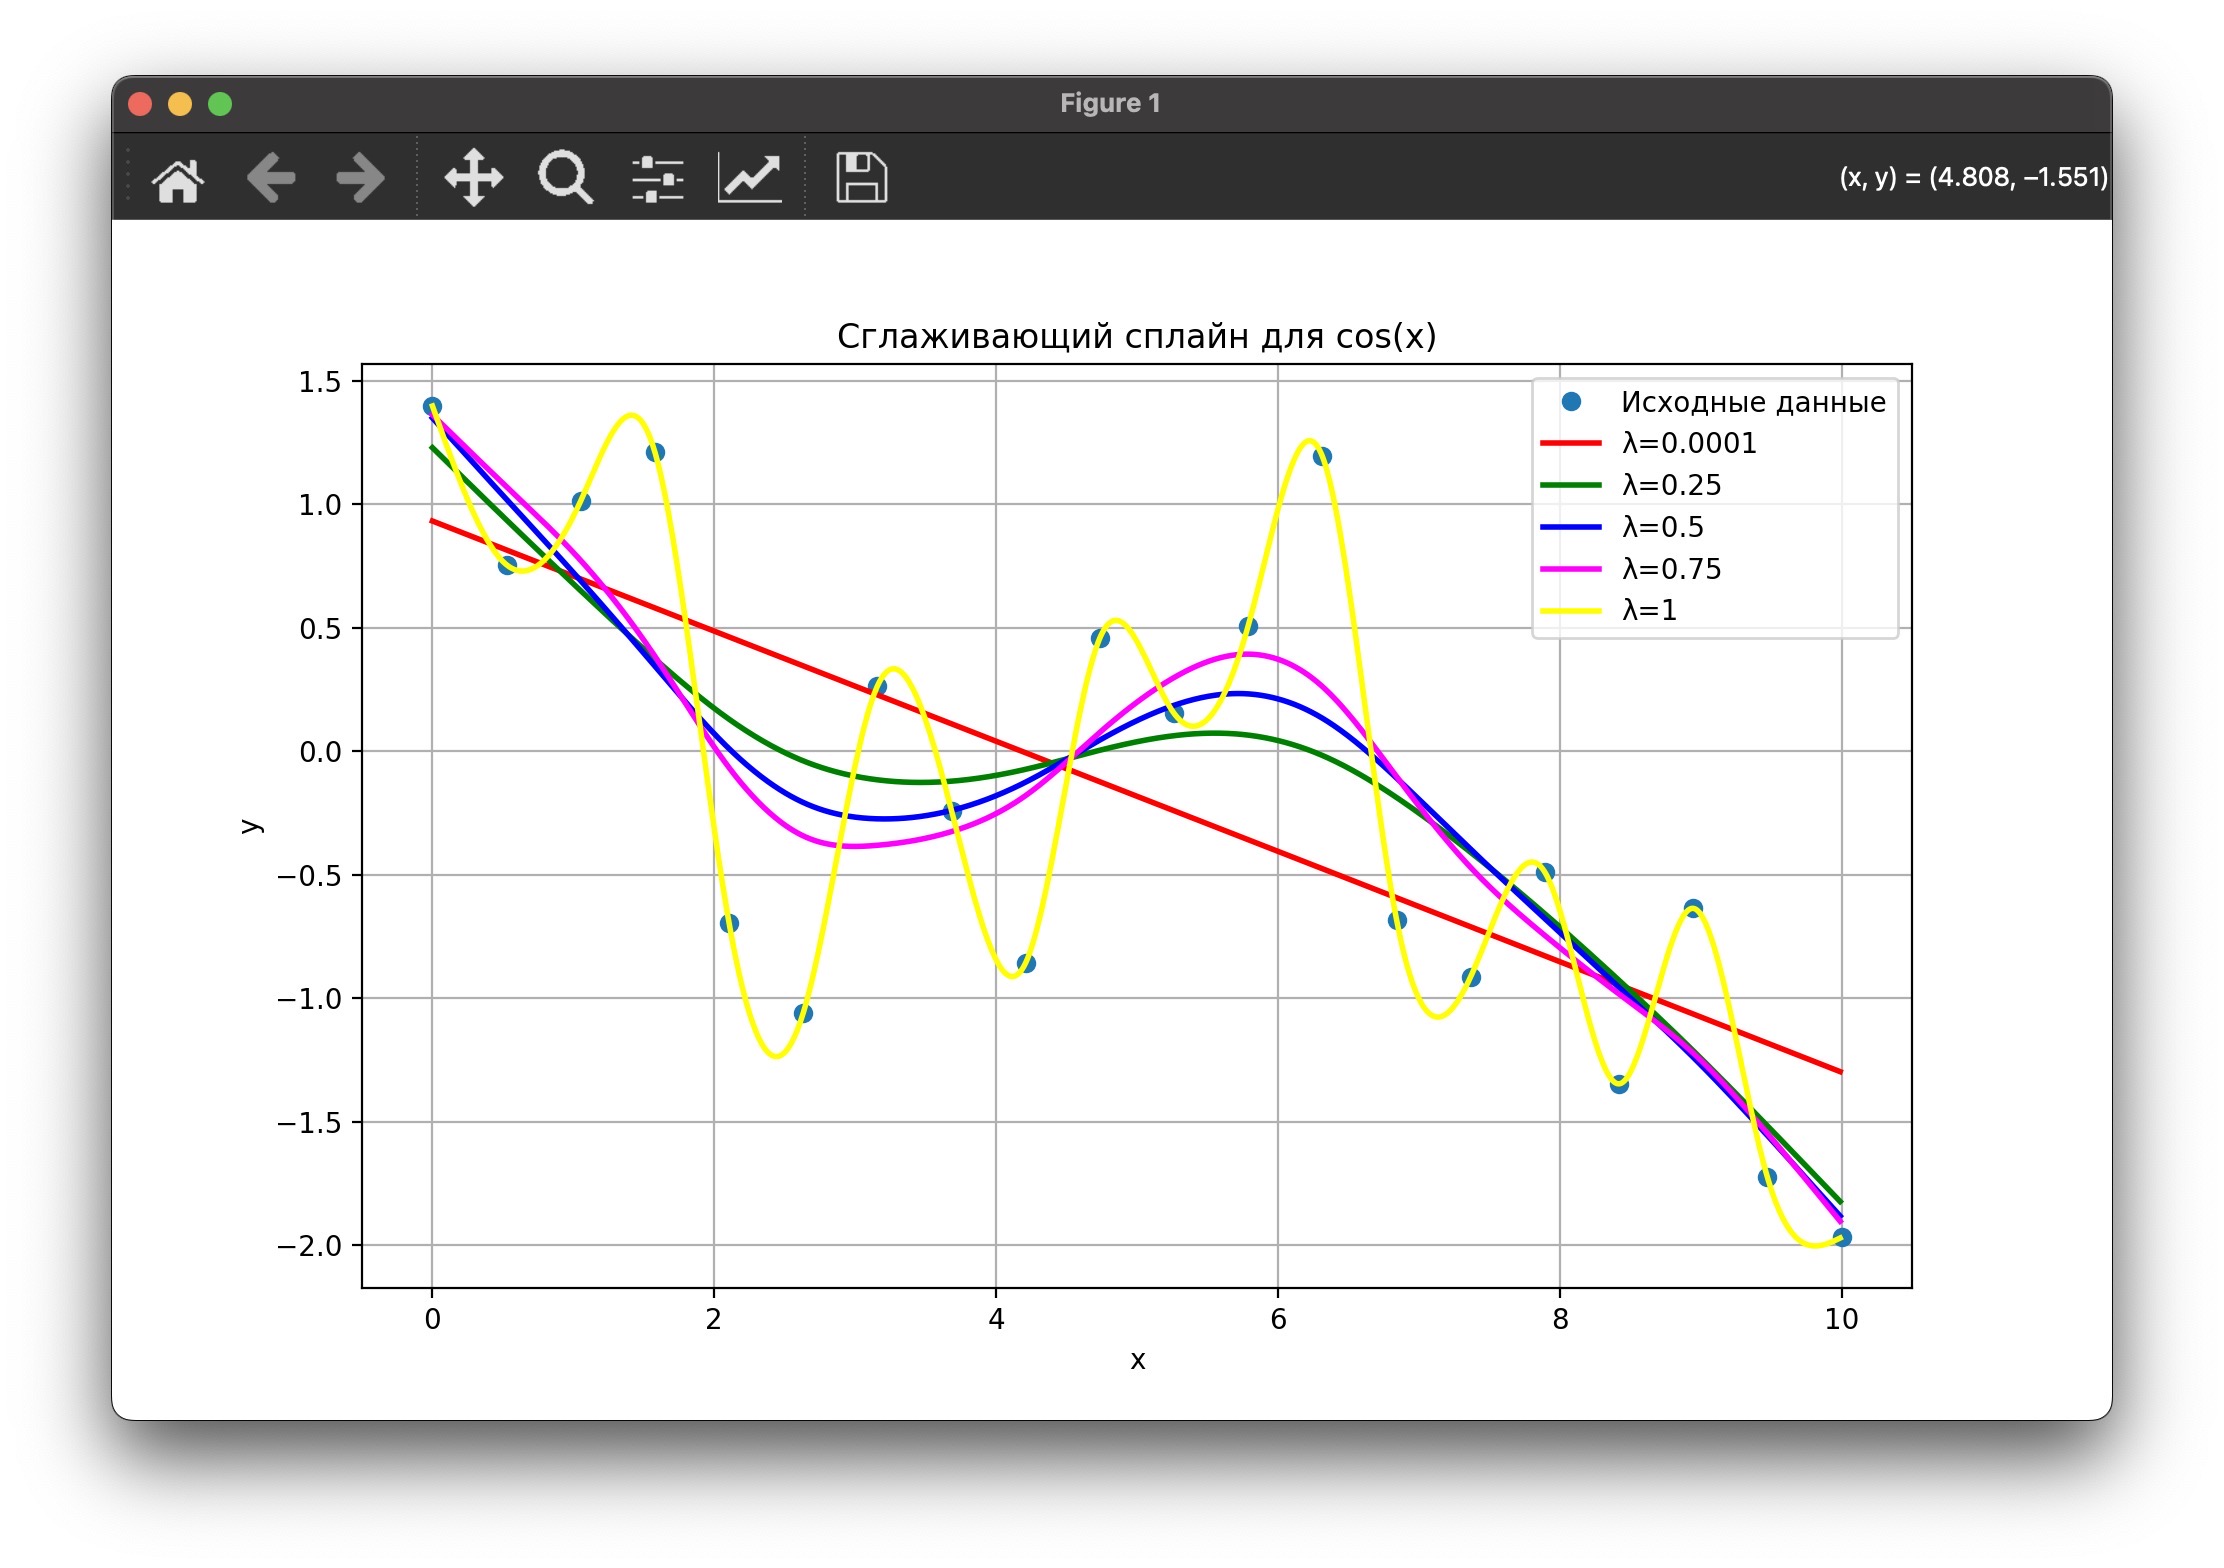 Figure 1
(x, y) = (4.808, −1.551)
Сглаживающий сплайн для cos(x)
1.5
1.0
0.5
0.0
−0.5
−1.0
−1.5
−2.0
y
Исходные данные
λ=0.0001
λ=0.25
λ=0.5
λ=0.75
λ=1
0 2 4 6 8 10
x